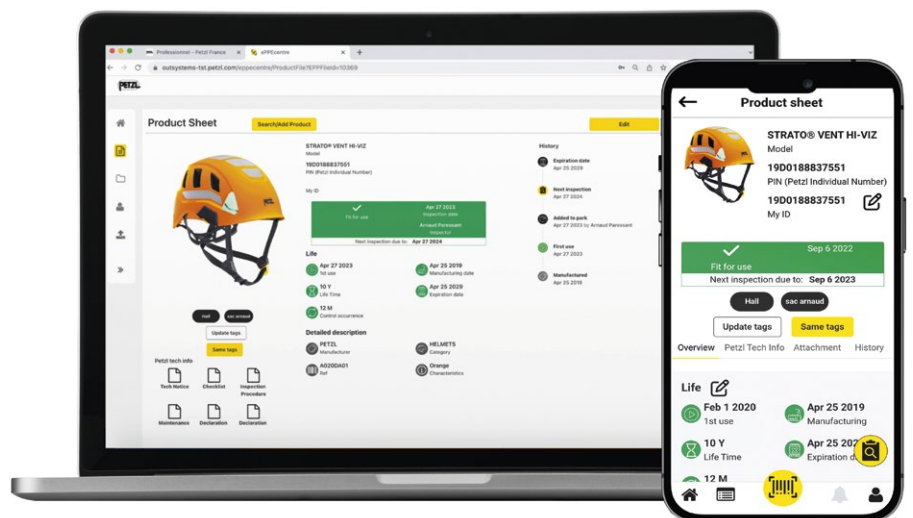 Professionnel - Petzl France
ePPEcentre
outsystems-tst.petzl.com/eppecentre/ProductFile?EPPFileId=10369
PETZL
Product Sheet
Search/Add Product
Edit
STRATO® VENT HI-VIZ
Model
19D0188837551
PIN (Petzl Individual Number)
My ID
Fit for use
Apr 27 2023
Inspection date
Arnaud Perossant
Inspector
Next inspection due to: Apr 27 2024
Life
Apr 27 2023
1st use
Apr 25 2019
Manufacturing date
10 Y
Life Time
Apr 25 2029
Expiration date
12 M
Control occurrence
Detailed description
PETZL
Manufacturer
HELMETS
Category
A020DA01
Ref
Orange
Characteristics
History
Expiration date
Apr 25 2029
Next inspection
Apr 27 2024
Added to park
Apr 27 2023 by Arnaud Perossant
First use
Apr 27 2023
Manufactured
Apr 25 2019
Hall
sac arnaud
Update tags
Same tags
Petzl tech info
Tech Notice
Checklist
Inspection
Procedure
Maintenance
Declaration
Declaration
Product sheet
STRATO® VENT HI-VIZ
Model
19D0188837551
PIN (Petzl Individual Number)
19D0188837551
My ID
Sep 6 2022
Fit for use
Next inspection due to: Sep 6 2023
Hall
sac arnaud
Update tags
Same tags
Overview
Petzl Tech Info
Attachment
History
Life
Feb 1 2020
1st use
Apr 25 2019
Manufacturing
10 Y
Life Time
Apr 25 202
Expiration d
12 M